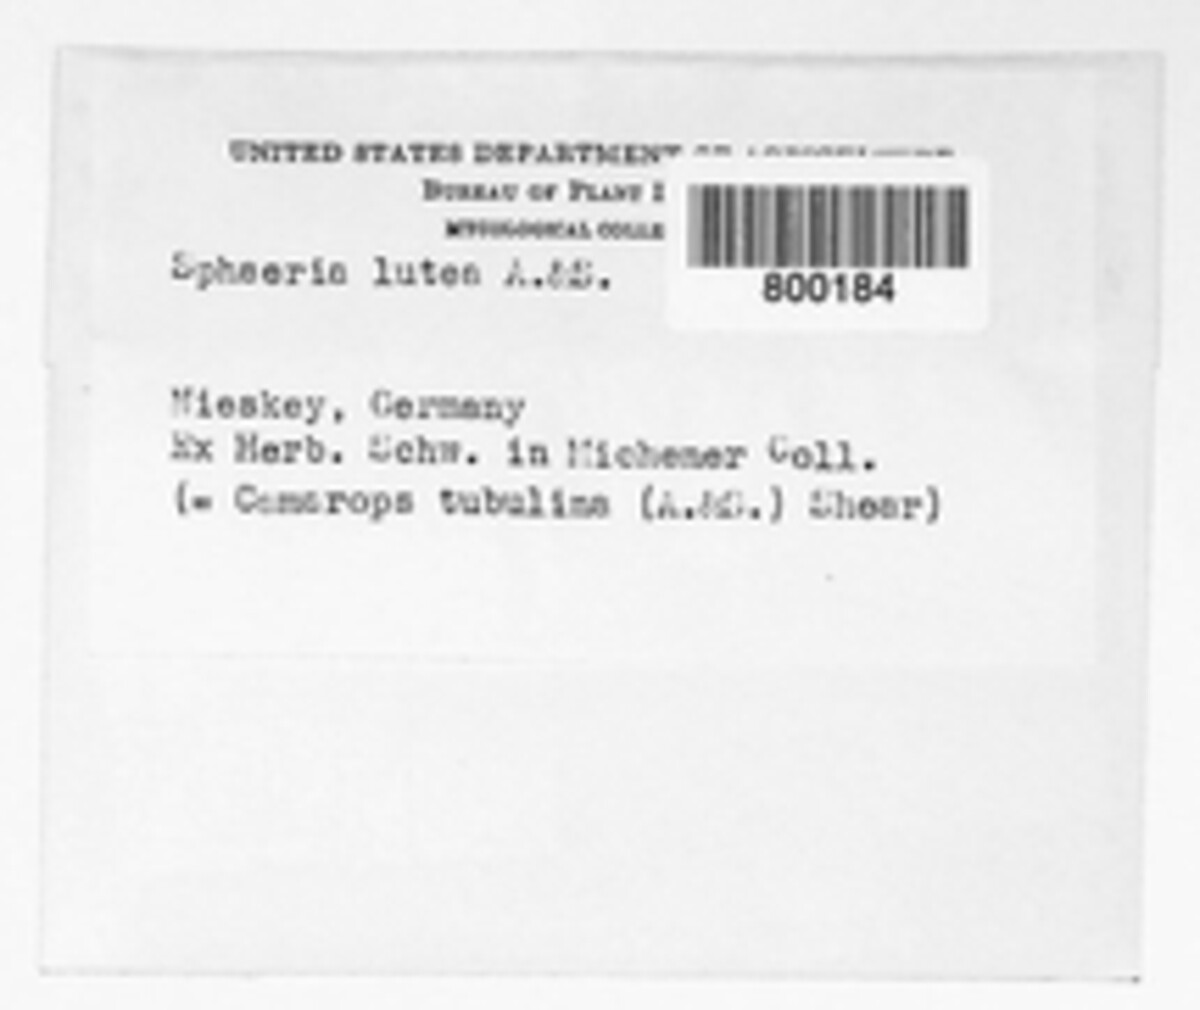 UNITED STATES DEPARTMENT OF
BUREAU OF PLANT I
MYCOLOGICAL COLLE
800184
Sphaeria lutea A.&S.
Nieskey, Germany
Ex Herb. Schw. in Michener Coll.
(= Camarops tubulina (A.&S.) Shear)